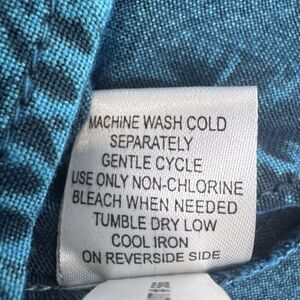 MACHINE WASH COLD
SEPARATELY
GENTLE CYCLE
USE ONLY NON-CHLORINE
BLEACH WHEN NEEDED
TUMBLE DRY LOW
COOL IRON
ON REVERSIDE SIDE